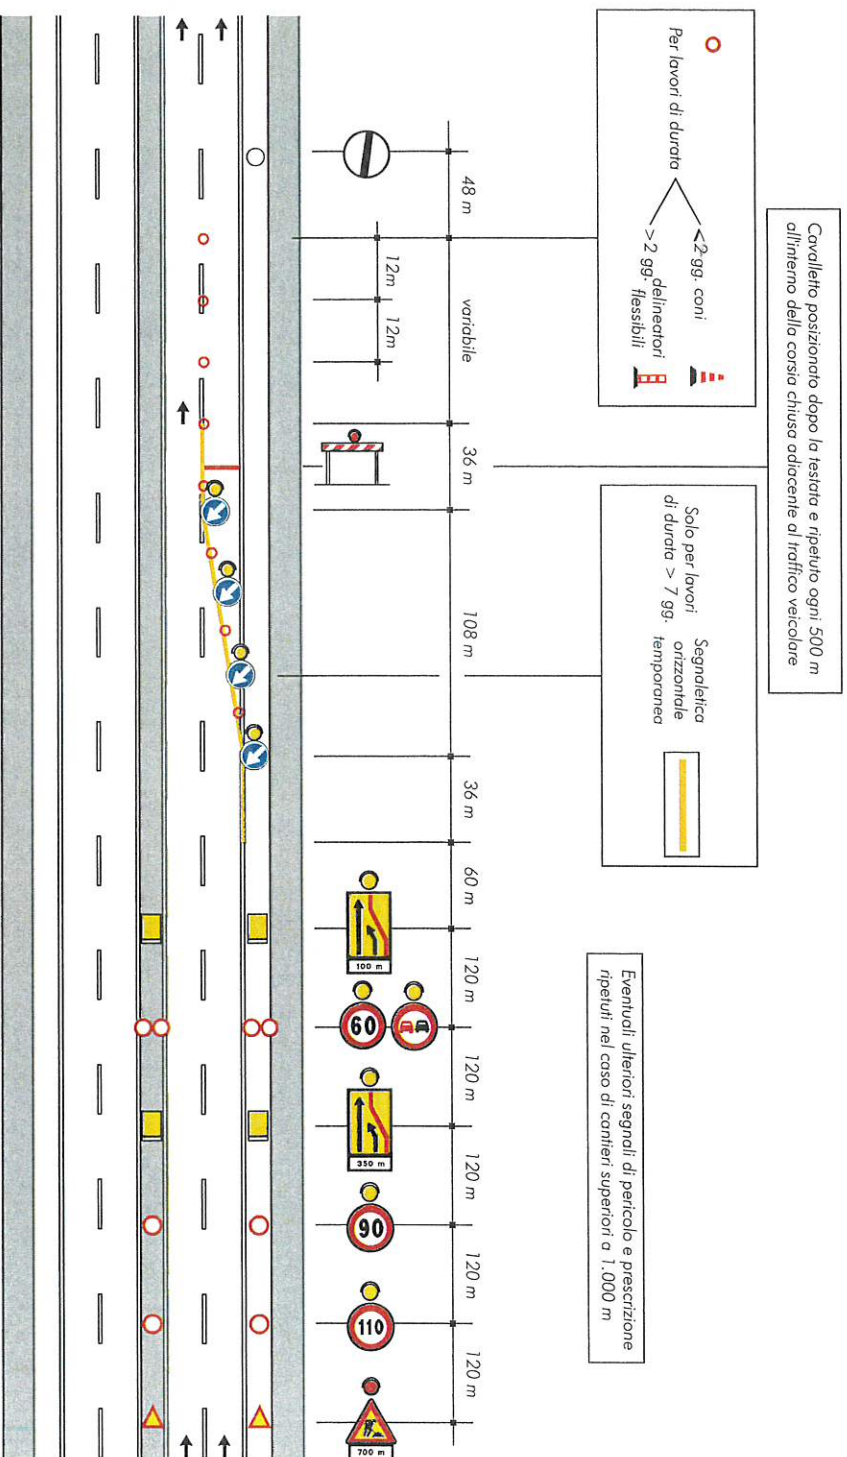 Cavalletto posizionato dopo la testata e ripetuto ogni 500 m
all'interno della corsia chiusa adiacente al traffico veicolare
Per lavori di durata
<2 gg. coni
>2 gg. delineatori
flessibili
Solo per lavori
di durata > 7 gg.
Segnaletica
orizzontale
temporanea
Eventuali ulteriori segnali di pericolo e prescrizione
ripetuti nel caso di cantieri superiori a 1.000 m
48 m
variabile
36 m
108 m
36 m
60 m
120 m
120 m
120 m
120 m
120 m
12m
12m
100 m
60
350 m
90
110
700 m